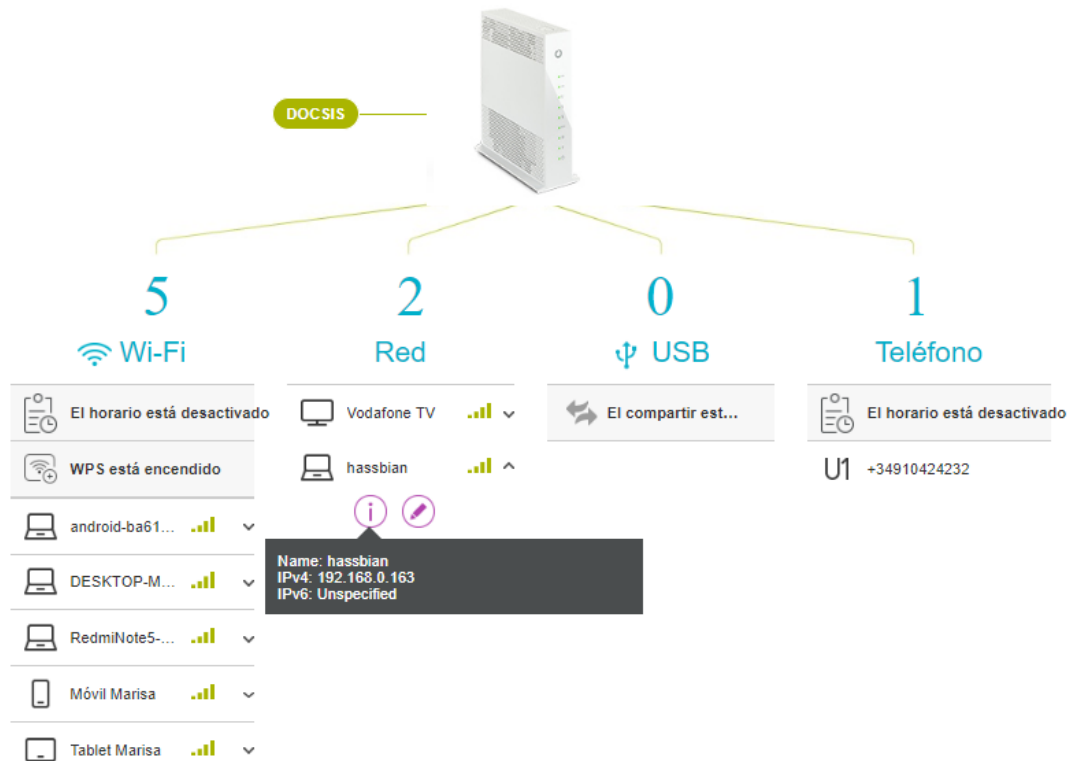 DOCSIS
5
Wi-Fi
El horario está desactivado
WPS está encendido
android-ba61...
DESKTOP-M...
RedmiNote5-...
Móvil Marisa
Tablet Marisa
2
Red
Vodafone TV
hassbian
i
Name: hassbian
IPv4: 192.168.0.163
IPv6: Unspecified
0
USB
El compartir est...
1
Teléfono
El horario está desactivado
U1 +34910424232